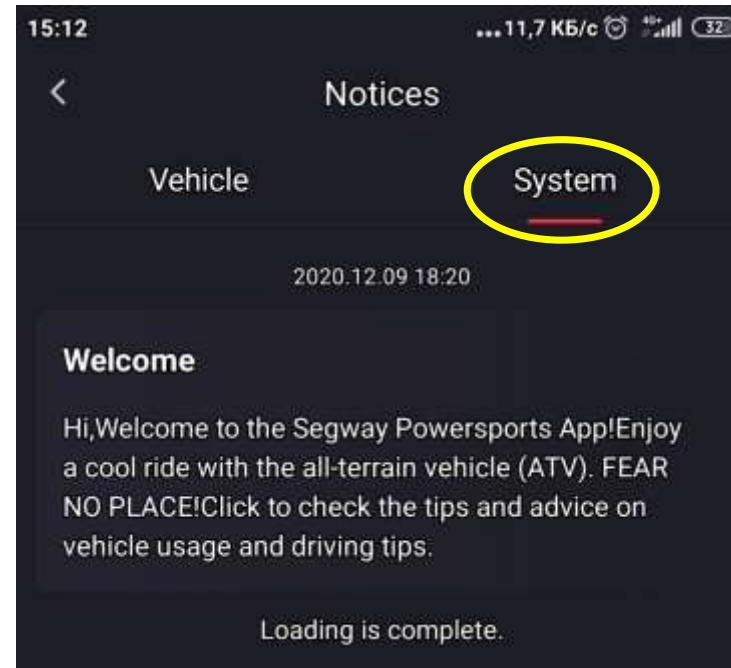 15:12 ...11,7 КБ/с 4G+ 32
Notices
Vehicle System
2020.12.09 18:20
Welcome
Hi,Welcome to the Segway Powersports App!Enjoy
a cool ride with the all-terrain vehicle (ATV). FEAR
NO PLACE!Click to check the tips and advice on
vehicle usage and driving tips.
Loading is complete.